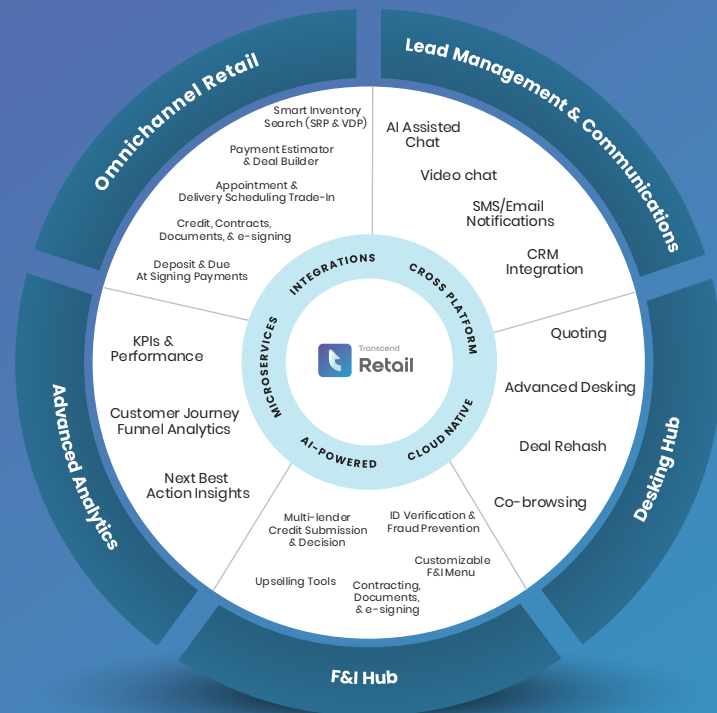 Omnichannel Retail
Smart Inventory
Search (SRP & VDP)
Payment Estimator
& Deal Builder
Appointment &
Delivery Scheduling Trade-In
Credit, Contracts,
Documents, & e-signing
Deposit & Due
At Signing Payments
Lead Management & Communications
AI Assisted
Chat
Video chat
SMS/Email
Notifications
CRM
Integration
Desking Hub
Quoting
Advanced Desking
Deal Rehash
Co-browsing
F&I Hub
ID Verification &
Fraud Prevention
Customizable
F&I Menu
Contracting,
Documents,
& e-signing
Multi-lender
Credit Submission
& Decision
Upselling Tools
Advanced Analytics
KPIs &
Performance
Customer Journey
Funnel Analytics
Next Best
Action Insights
INTEGRATIONS
CROSS PLATFORM
CLOUD NATIVE
AI-POWERED
MICROSERVICES
Transcend
Retail